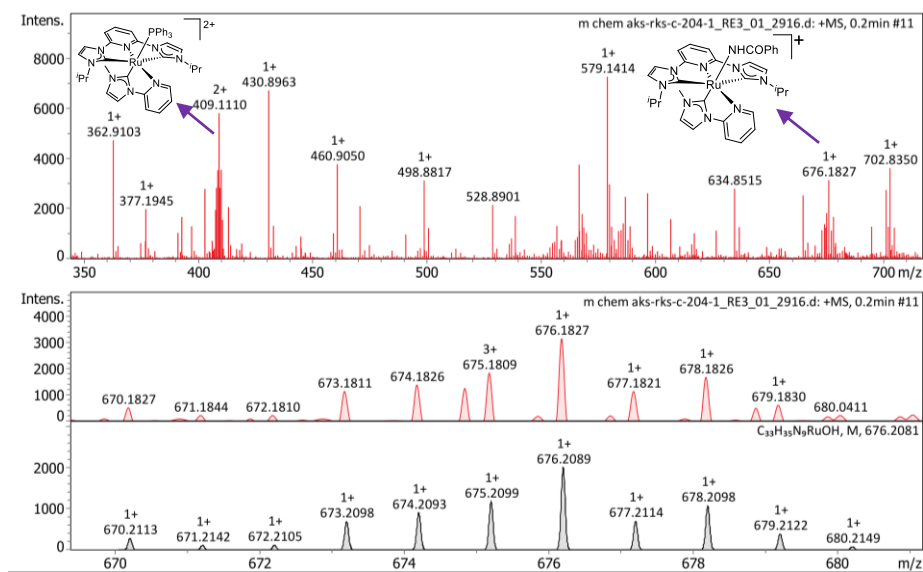 Intens.
m chem aks-rks-c-204-1_RE3_01_2916.d: +MS, 0.2min #11
8000
6000
4000
2000
0
PPh₃
2+
Ru
N
N
N
N
N
ⁱPr
ⁱPr
N
N
N
NHCOPh
+
Ru
N
N
N
N
N
ⁱPr
ⁱPr
N
N
N
1+
362.9103
1+
377.1945
2+
409.1110
1+
430.8963
1+
460.9050
1+
498.8817
528.8901
1+
579.1414
634.8515
1+
676.1827
1+
702.8350
350
400
450
500
550
600
650
700 m/z
Intens.
m chem aks-rks-c-204-1_RE3_01_2916.d: +MS, 0.2min #11
4000
3000
2000
1000
0
1+
670.1827
1+
671.1844
1+
672.1810
673.1811
674.1826
3+
675.1809
1+
676.1827
1+
677.1821
1+
678.1826
1+
679.1830
680.0411
C₃₃H₃₅N₉RuOH, M, 676.2081
2000
1000
0
1+
670.2113
1+
671.2142
1+
672.2105
1+
673.2098
1+
674.2093
1+
675.2099
1+
676.2089
1+
677.2114
1+
678.2098
1+
679.2122
1+
680.2149
670
672
674
676
678
680
m/z